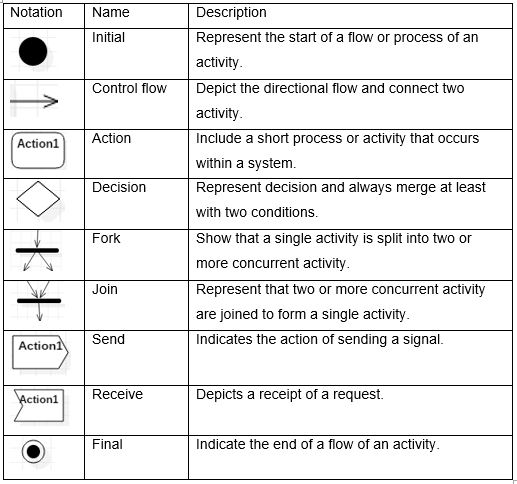 Notation Name Description
Initial Represent the start of a flow or process of an
activity.
Control flow Depict the directional flow and connect two
activity.
Action1 Action Include a short process or activity that occurs
within a system.
Decision Represent decision and always merge at least
with two conditions.
Fork Show that a single activity is split into two or
more concurrent activity.
Join Represent that two or more concurrent activity
are joined to form a single activity.
Action1 Send Indicates the action of sending a signal.
Action1 Receive Depicts a receipt of a request.
Final Indicate the end of a flow of an activity.